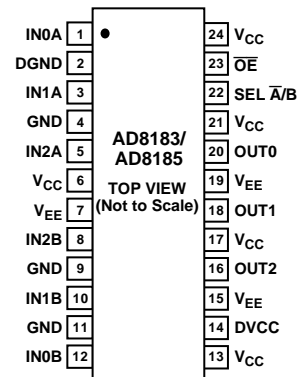 IN0A 1 24 VCC
DGND 2 23 O̅E̅
IN1A 3 22 SEL A̅/B
GND 4 21 VCC
IN2A 5 20 OUT0
VCC 6 19 VEE
VEE 7 18 OUT1
IN2B 8 17 VCC
GND 9 16 OUT2
IN1B 10 15 VEE
GND 11 14 DVCC
IN0B 12 13 VCC
AD8183/
AD8185
TOP VIEW
(Not to Scale)